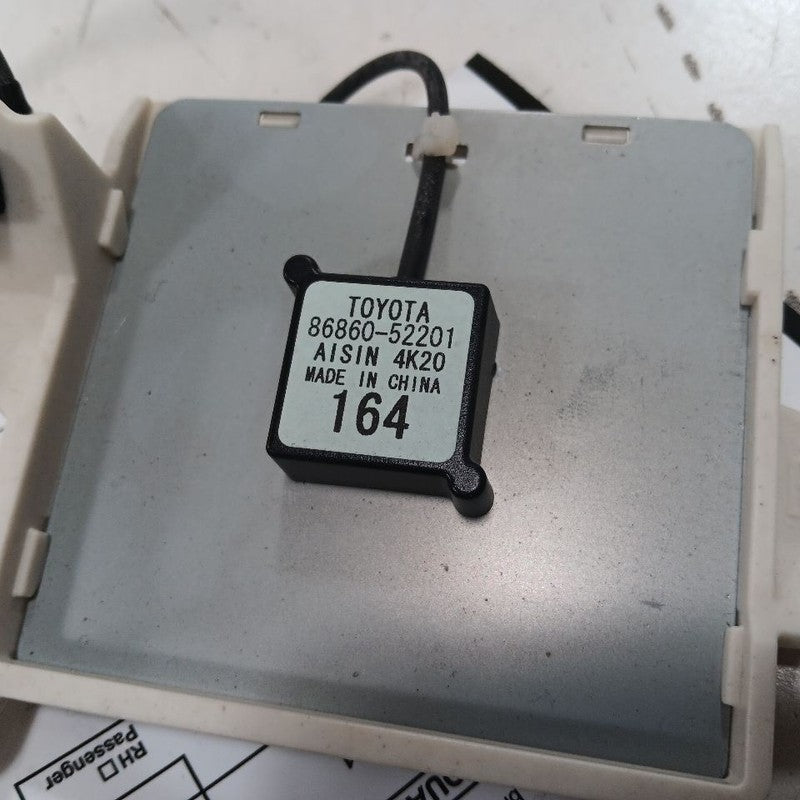 TOYOTA
86860-52201
AISIN 4K20
MADE IN CHINA
164
RH
Passenger